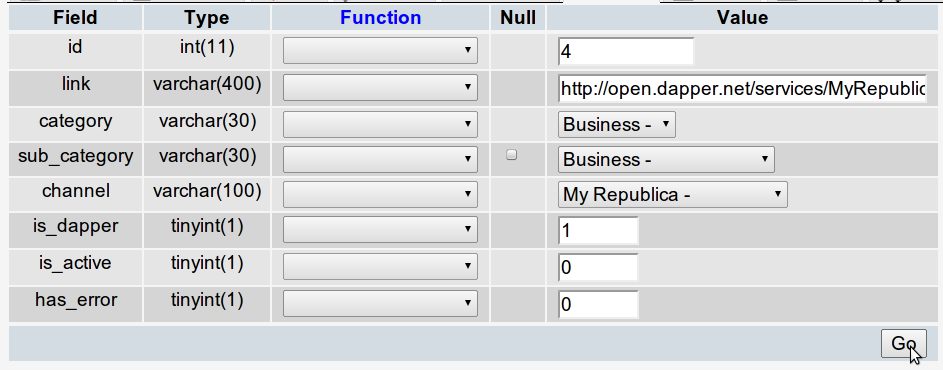 Field Type Function Null Value
id int(11) 4
link varchar(400) http://open.dapper.net/services/MyRepublic
category varchar(30) Business -
sub_category varchar(30) Business -
channel varchar(100) My Republica -
is_dapper tinyint(1) 1
is_active tinyint(1) 0
has_error tinyint(1) 0
Go